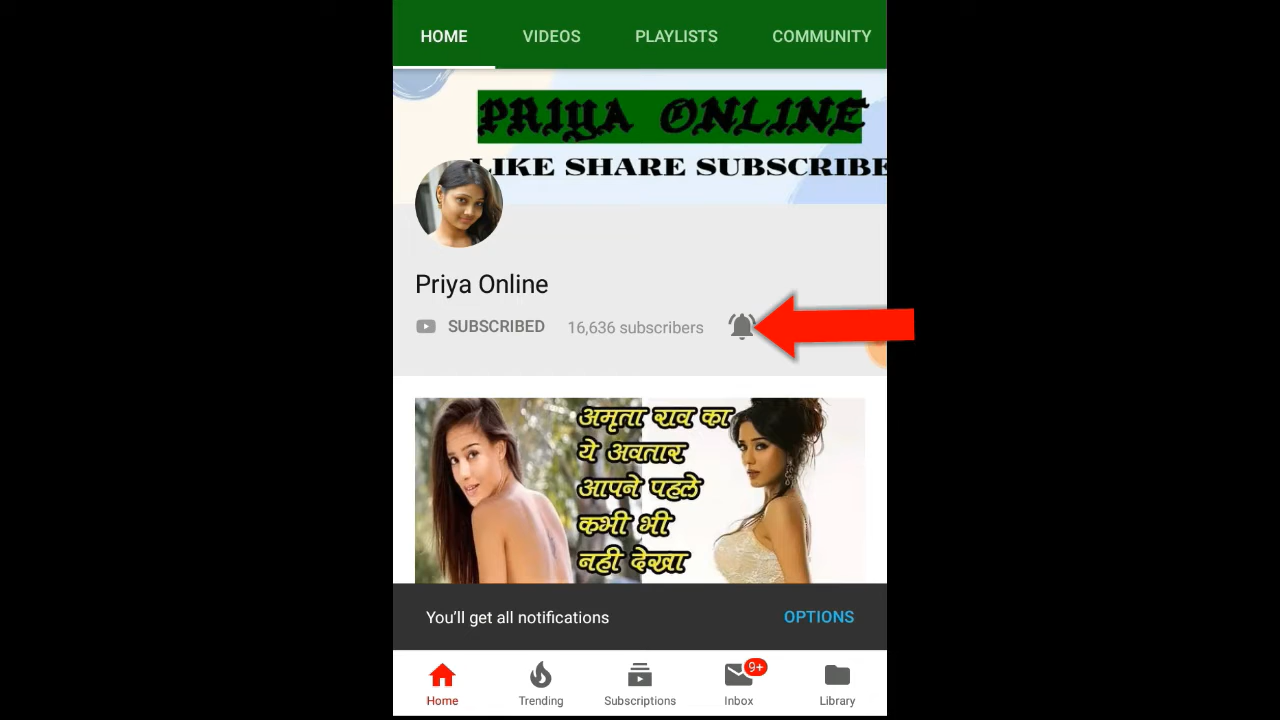 HOME VIDEOS PLAYLISTS COMMUNITY
PRIYA ONLINE
LIKE SHARE SUBSCRIBE
Priya Online
SUBSCRIBED 16,636 subscribers
अमृता राव का
ये अवतार
आपने पहले
कभी भी
नही देखा
You'll get all notifications OPTIONS
9+
Home Trending Subscriptions Inbox Library